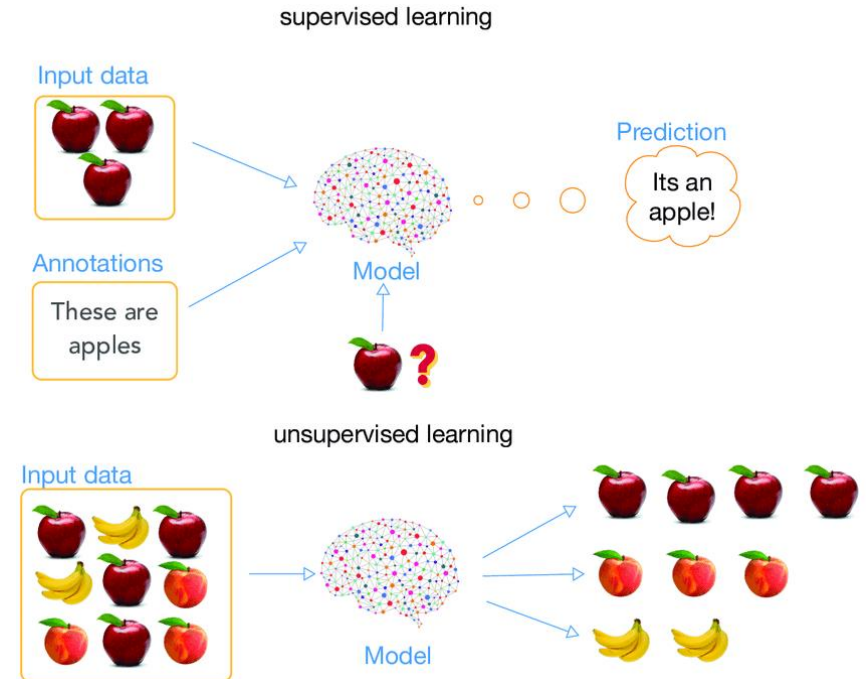 supervised learning
Input data
Prediction
Its an
apple!
Annotations
Model
These are
apples
?
unsupervised learning
Input data
Model